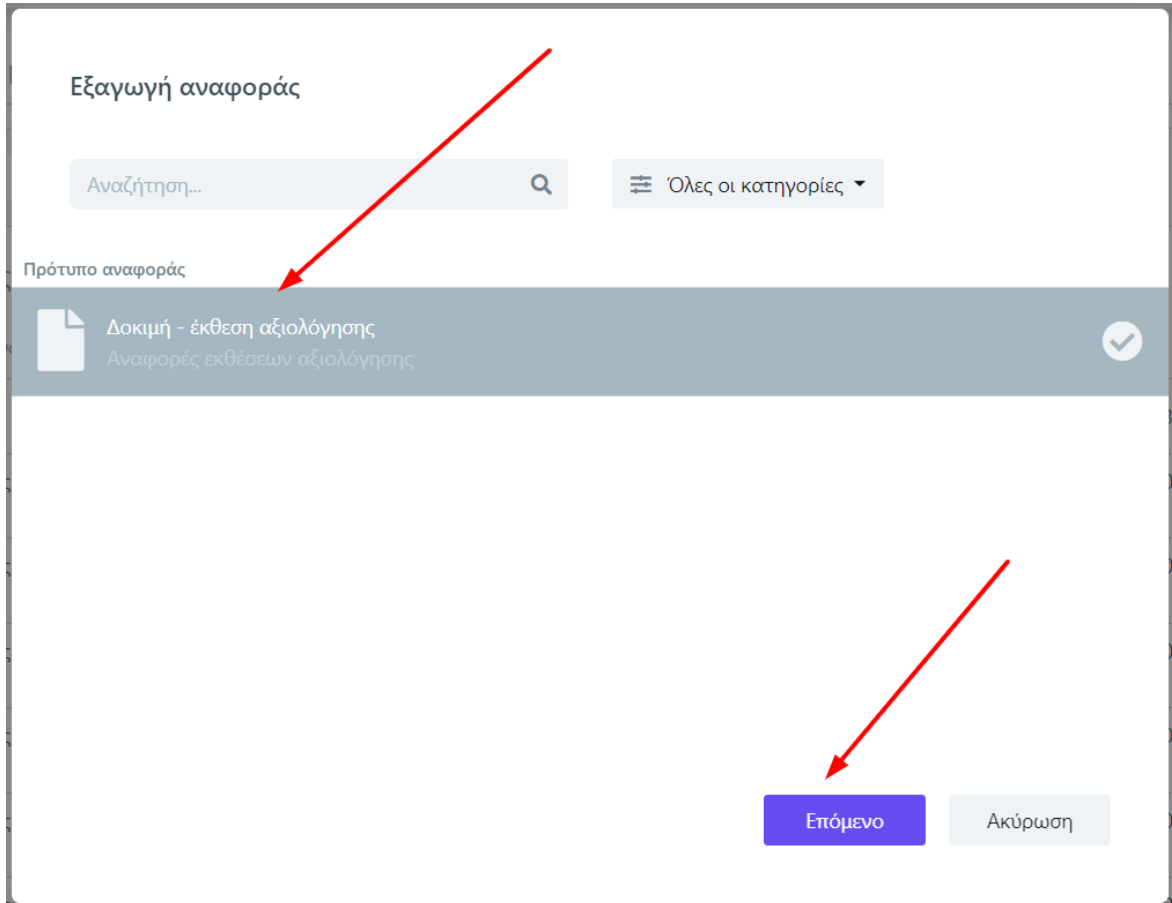 Εξαγωγή αναφοράς
Αναζήτηση...
Όλες οι κατηγορίες
Πρότυπο αναφοράς
Δοκιμή - έκθεση αξιολόγησης
Αναφορές εκθέσεων αξιολόγησης
Επόμενο
Ακύρωση